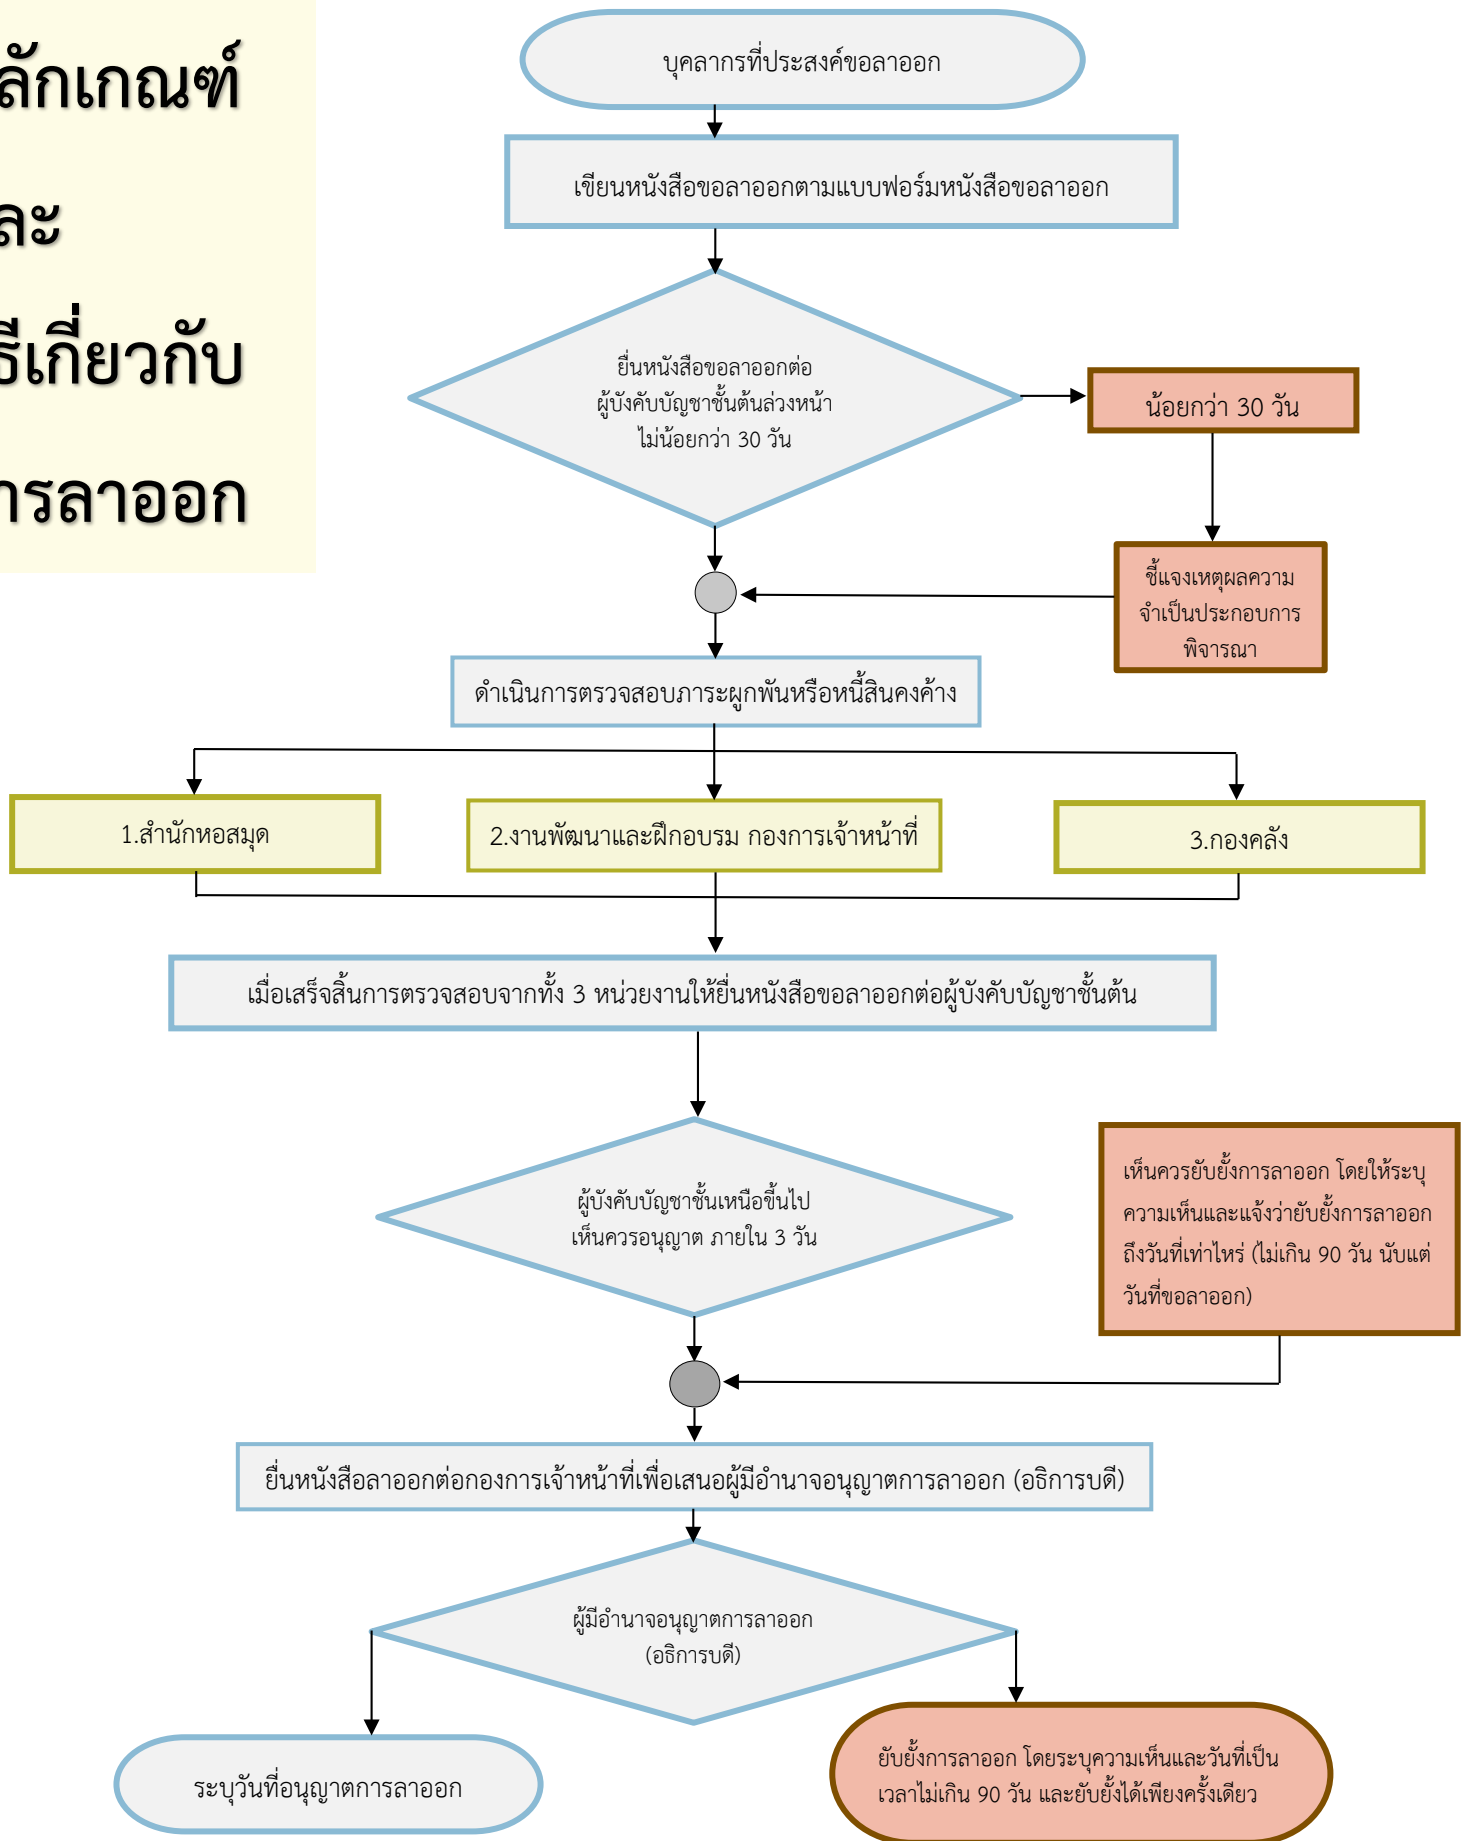 ลักเกณฑ์
ละ
ธีเกี่ยวกับ
ารลาออก
บุคลากรที่ประสงค์ขอลาออก
เขียนหนังสือขอลาออกตามแบบฟอร์มหนังสือขอลาออก
ยื่นหนังสือขอลาออกต่อ
ผู้บังคับบัญชาชั้นต้นล่วงหน้า
ไม่น้อยกว่า 30 วัน
น้อยกว่า 30 วัน
ชี้แจงเหตุผลความ
จำเป็นประกอบการ
พิจารณา
ดำเนินการตรวจสอบภาระผูกพันหรือหนี้สินคงค้าง
1.สำนักหอสมุด
2.งานพัฒนาและฝึกอบรม กองการเจ้าหน้าที่
3.กองคลัง
เมื่อเสร็จสิ้นการตรวจสอบจากทั้ง 3 หน่วยงานให้ยื่นหนังสือขอลาออกต่อผู้บังคับบัญชาชั้นต้น
ผู้บังคับบัญชาชั้นเหนือขึ้นไป
เห็นควรอนุญาต ภายใน 3 วัน
เห็นควรยับยั้งการลาออก โดยให้ระบุ
ความเห็นและแจ้งว่ายับยั้งการลาออก
ถึงวันที่เท่าไหร่ (ไม่เกิน 90 วัน นับแต่
วันที่ขอลาออก)
ยื่นหนังสือลาออกต่อกองการเจ้าหน้าที่เพื่อเสนอผู้มีอำนาจอนุญาตการลาออก (อธิการบดี)
ผู้มีอำนาจอนุญาตการลาออก
(อธิการบดี)
ระบุวันที่อนุญาตการลาออก
ยับยั้งการลาออก โดยระบุความเห็นและวันที่เป็น
เวลาไม่เกิน 90 วัน และยับยั้งได้เพียงครั้งเดียว